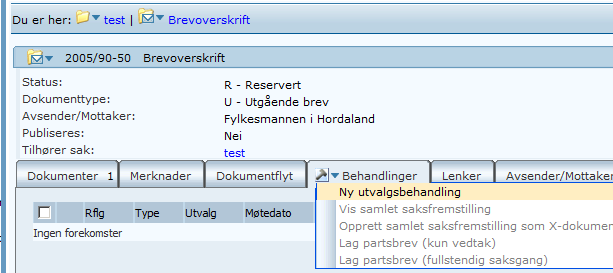 Du er her: test | Brevoverskrift
2005/90-50 Brevoverskrift
Status: R - Reservert
Dokumenttype: U - Utgående brev
Avsender/Mottaker: Fylkesmannen i Hordaland
Publiseres: Nei
Tilhører sak: test
Dokumenter 1 Merknader Dokumentflyt Behandlinger Lenker Avsender/Mottaker
Rflg Type Utvalg Møtedato
Ingen forekomster
Ny utvalgsbehandling
Vis samlet saksfremstilling
Opprett samlet saksfremstilling som X-dokumen
Lag partsbrev (kun vedtak)
Lag partsbrev (fullstendig saksgang)